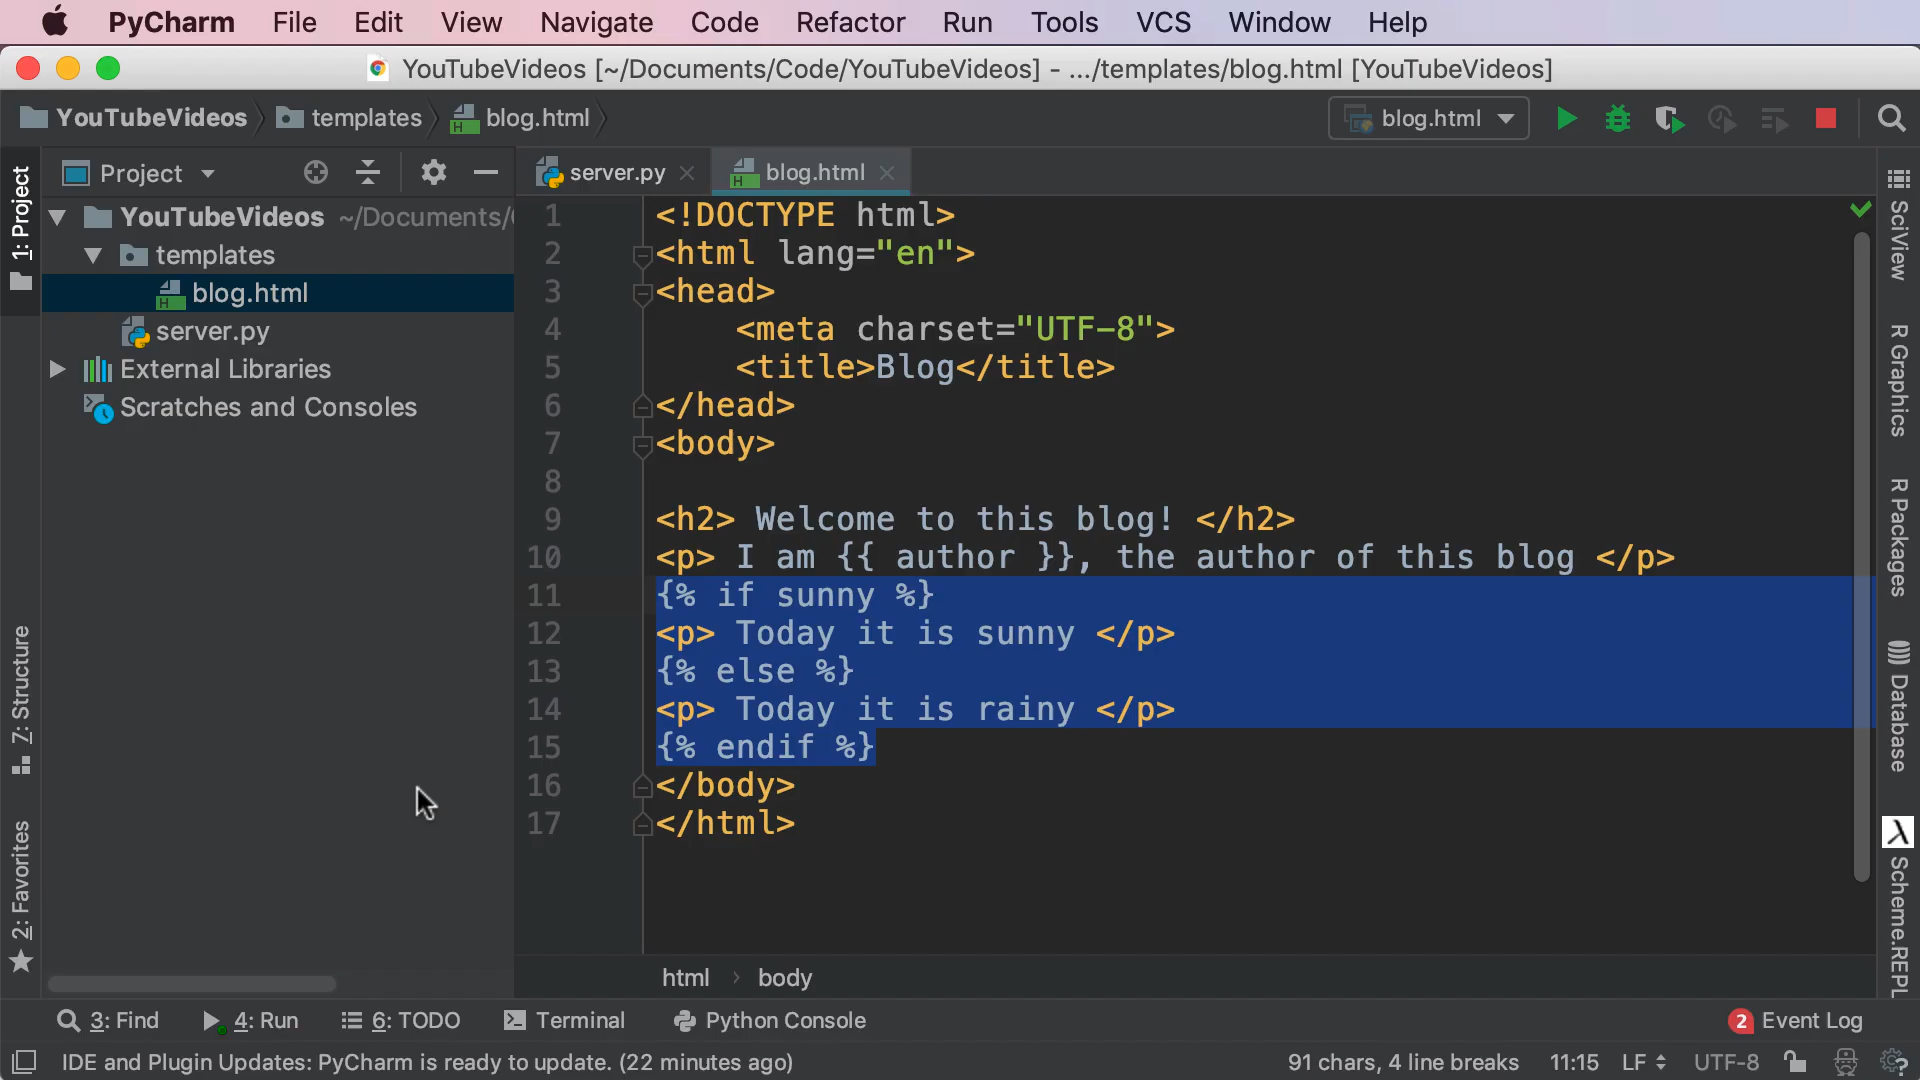 PyCharm File Edit View Navigate Code Refactor Run Tools VCS Window Help
YouTubeVideos [~/Documents/Code/YouTubeVideos] - .../templates/blog.html [YouTubeVideos]
YouTubeVideos templates blog.html blog.html
Project server.py blog.html
1: Project
7: Structure
2: Favorites
YouTubeVideos ~/Documents/
templates
blog.html
server.py
External Libraries
Scratches and Consoles
1 <!DOCTYPE html>
2 <html lang="en">
3 <head>
4 <meta charset="UTF-8">
5 <title>Blog</title>
6 </head>
7 <body>
8
9 <h2> Welcome to this blog! </h2>
10 <p> I am {{ author }}, the author of this blog </p>
11 {% if sunny %}
12 <p> Today it is sunny </p>
13 {% else %}
14 <p> Today it is rainy </p>
15 {% endif %}
16 </body>
17 </html>
html › body
SciView
R Graphics
R Packages
Database
Scheme.REPL
3: Find 4: Run 6: TODO Terminal Python Console 2 Event Log
IDE and Plugin Updates: PyCharm is ready to update. (22 minutes ago) 91 chars, 4 line breaks 11:15 LF UTF-8